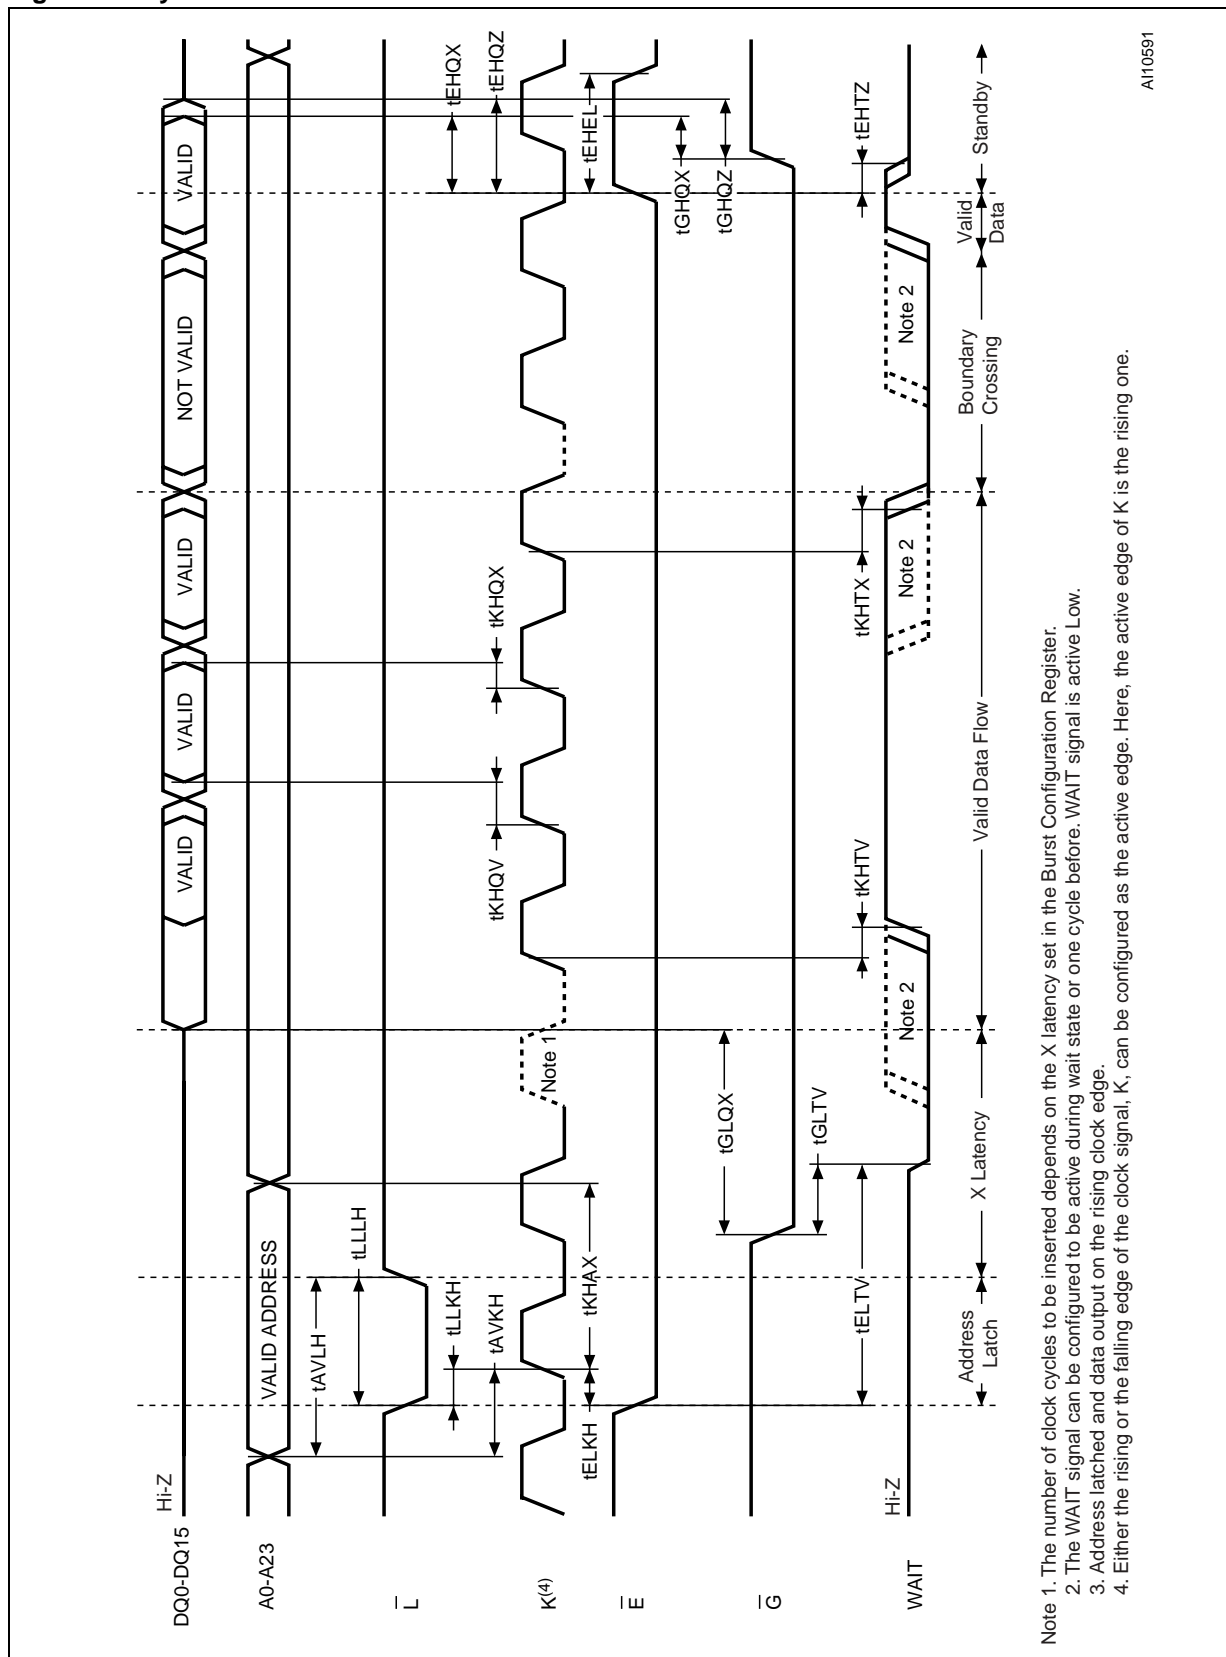 DQ0-DQ15
Hi-Z
VALID
VALID
VALID
NOT VALID
VALID
A0-A23
VALID ADDRESS
tAVLH
L
tLLLH
tLLKH
tAVKH
tKHQV
tKHQX
tEHQX
tEHQZ
K(4)
Note 1
tELKH
tKHAX
tEHEL
E
tGHQX
tGHQZ
G
tGLQX
tGLTV
tELTV
tKHTV
tKHTX
tEHTZ
WAIT
Hi-Z
Note 2
Note 2
Note 2
Address
Latch
X Latency
Valid Data Flow
Boundary
Crossing
Valid
Data
Standby
Note 1. The number of clock cycles to be inserted depends on the X latency set in the Burst Configuration Register.
2. The WAIT signal can be configured to be active during wait state or one cycle before. WAIT signal is active Low.
3. Address latched and data output on the rising clock edge.
4. Either the rising or the falling edge of the clock signal, K, can be configured as the active edge. Here, the active edge of K is the rising one.
AI10591